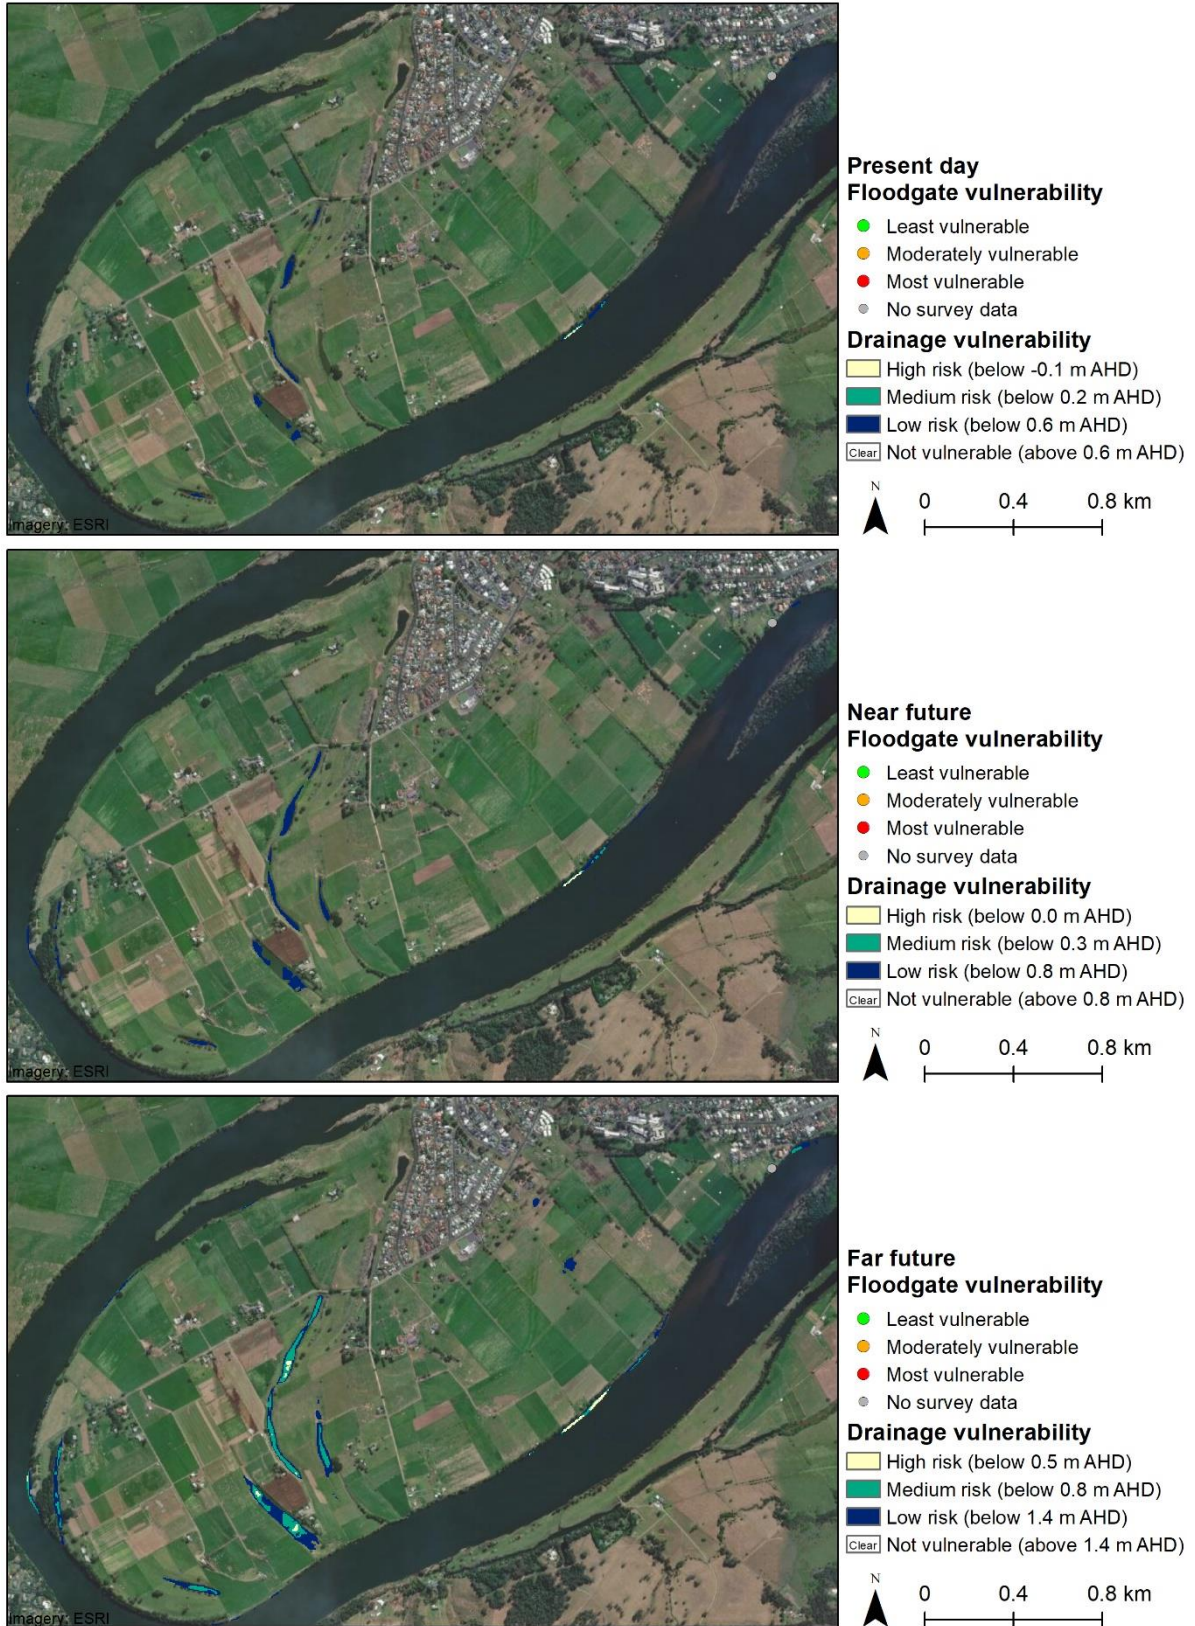 Present day
Floodgate vulnerability
Least vulnerable
Moderately vulnerable
Most vulnerable
No survey data
Drainage vulnerability
High risk (below -0.1 m AHD)
Medium risk (below 0.2 m AHD)
Low risk (below 0.6 m AHD)
Clear Not vulnerable (above 0.6 m AHD)
N
0 0.4 0.8 km
Imagery: ESRI
Near future
Floodgate vulnerability
Least vulnerable
Moderately vulnerable
Most vulnerable
No survey data
Drainage vulnerability
High risk (below 0.0 m AHD)
Medium risk (below 0.3 m AHD)
Low risk (below 0.8 m AHD)
Clear Not vulnerable (above 0.8 m AHD)
N
0 0.4 0.8 km
Imagery: ESRI
Far future
Floodgate vulnerability
Least vulnerable
Moderately vulnerable
Most vulnerable
No survey data
Drainage vulnerability
High risk (below 0.5 m AHD)
Medium risk (below 0.8 m AHD)
Low risk (below 1.4 m AHD)
Clear Not vulnerable (above 1.4 m AHD)
N
0 0.4 0.8 km
Imagery: ESRI